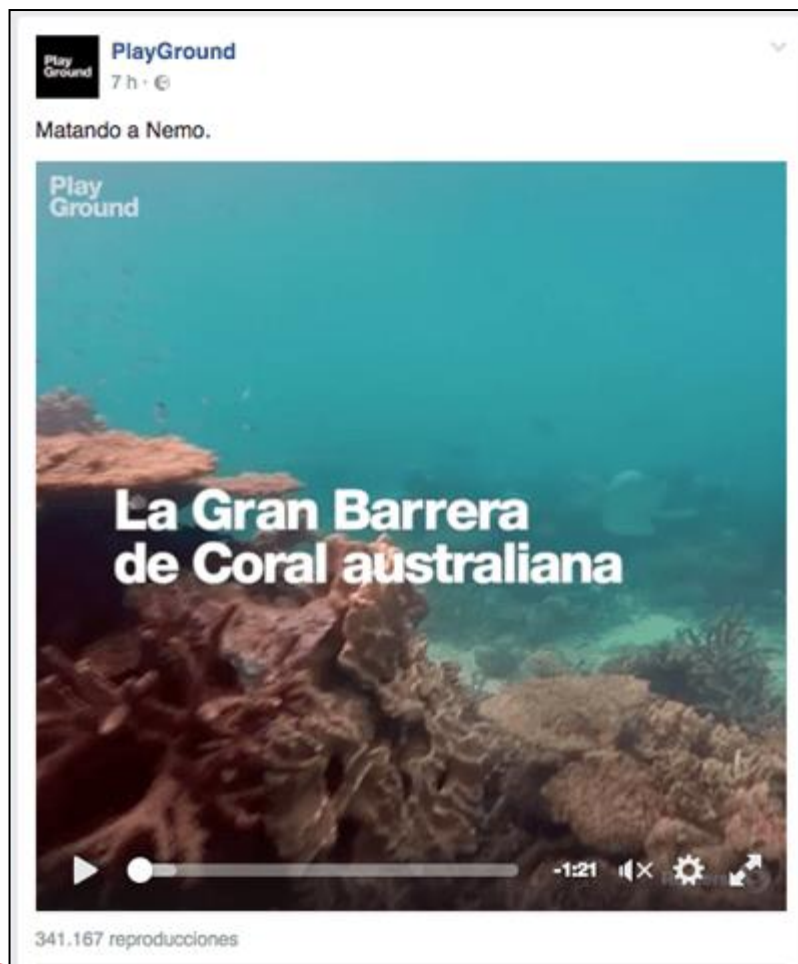 Play
Ground
PlayGround
7 h ·
Matando a Nemo.
Play
Ground
La Gran Barrera
de Coral australiana
-1:21
341.167 reproducciones